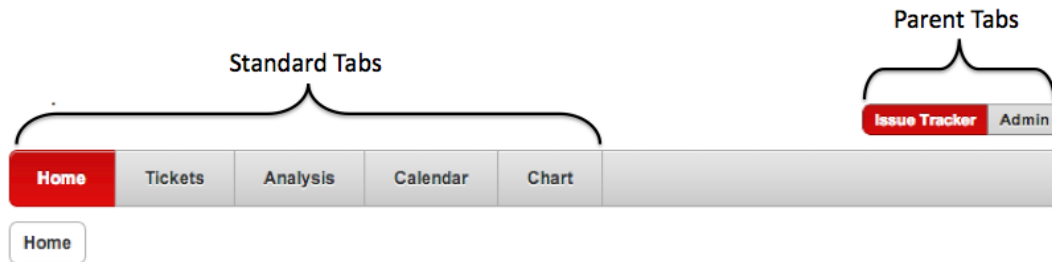 Parent Tabs
Standard Tabs
Issue Tracker Admin
Home Tickets Analysis Calendar Chart
Home